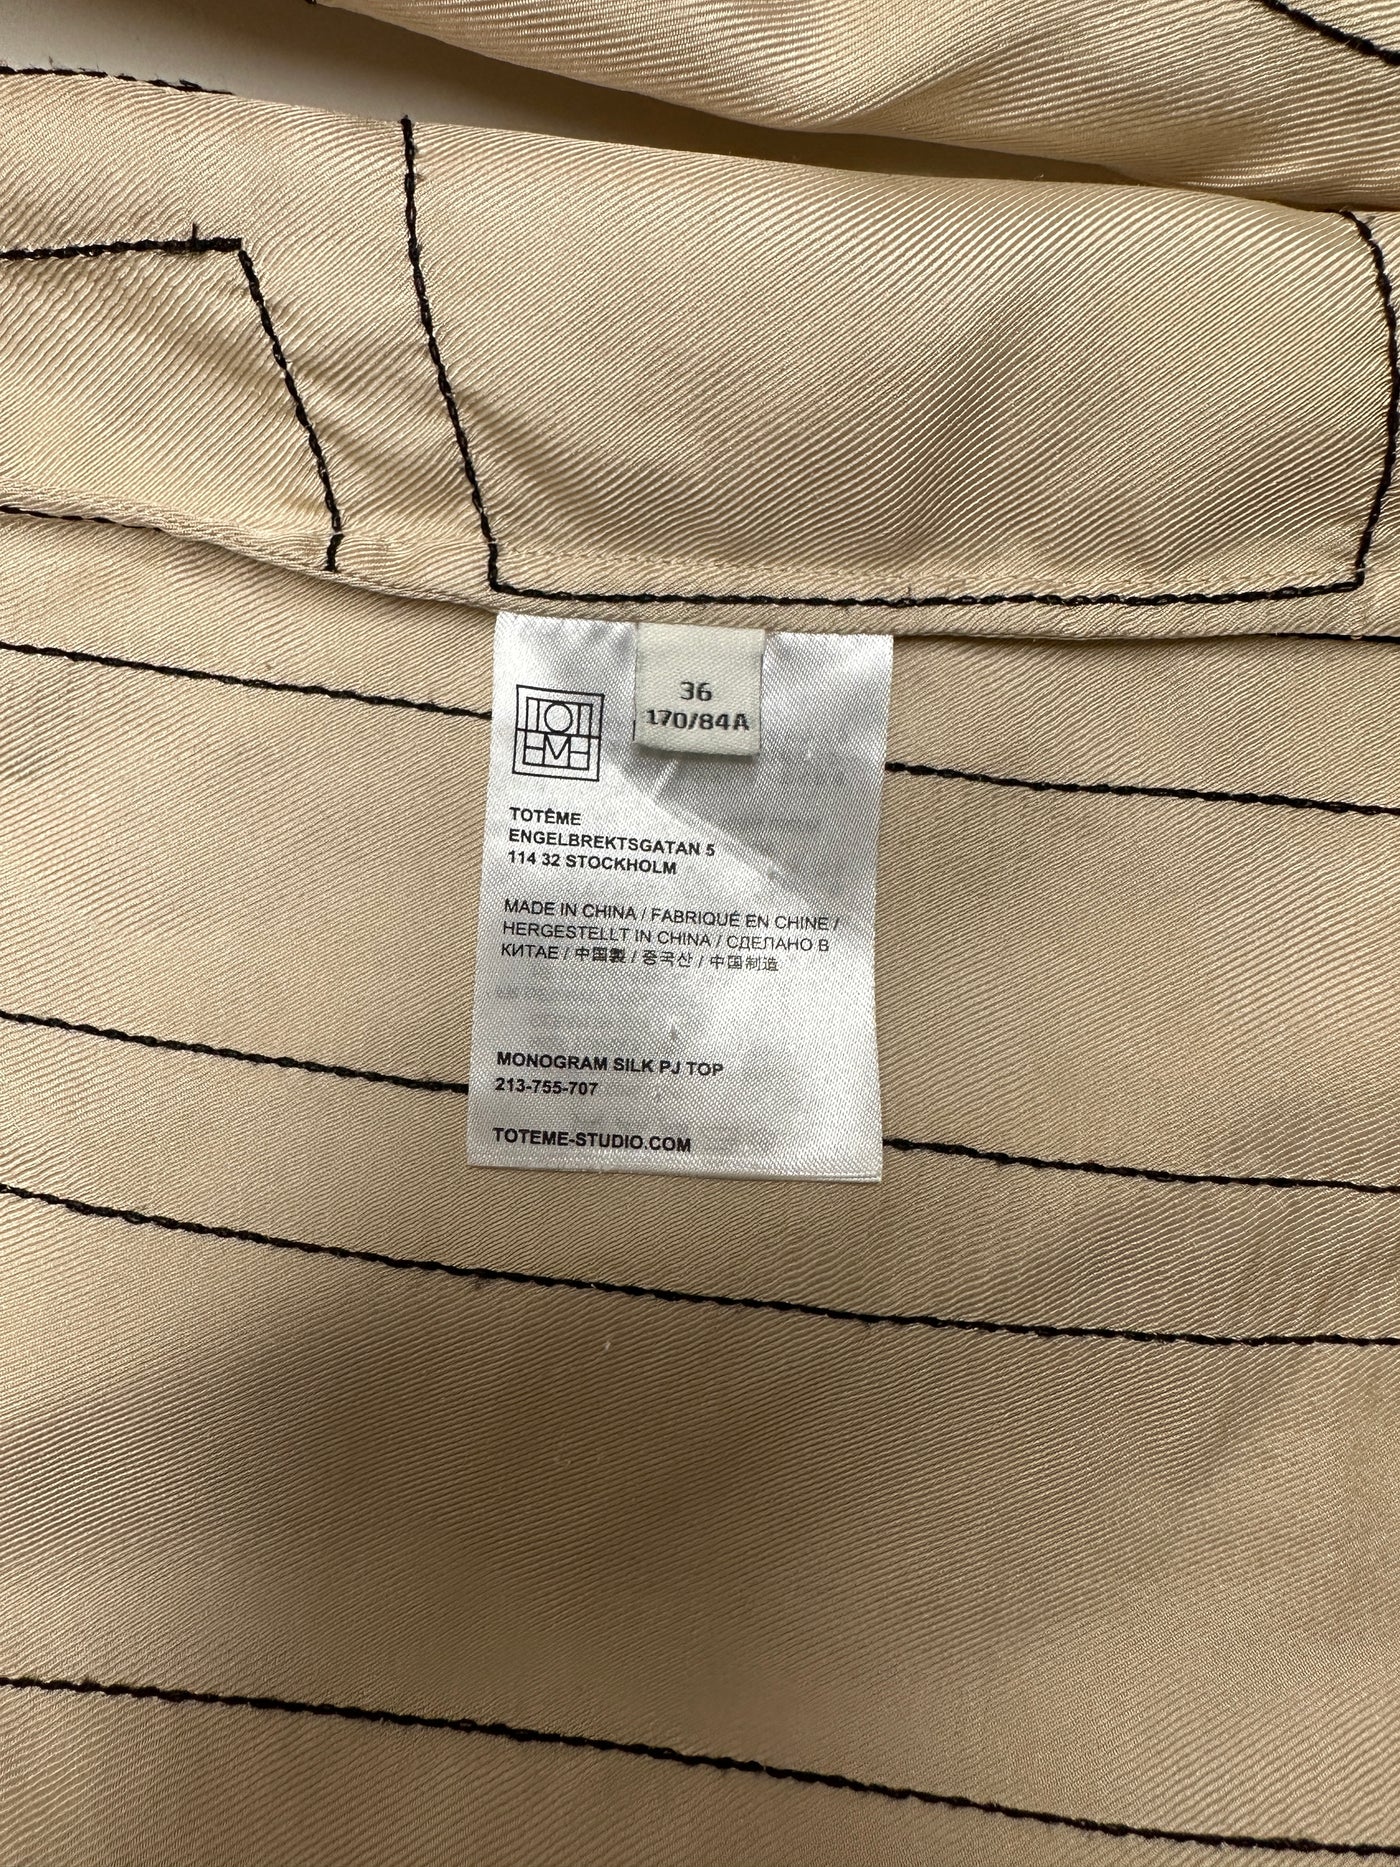 36
170/84A
TOTÊME
ENGELBREKTSGATAN 5
114 32 STOCKHOLM
MADE IN CHINA / FABRIQUÉ EN CHINE /
HERGESTELLT IN CHINA / СДЕЛАНО В
КИТАЕ / 中国製 / 중국산 / 中国制造
MONOGRAM SILK PJ TOP
213-755-707
TOTEME-STUDIO.COM